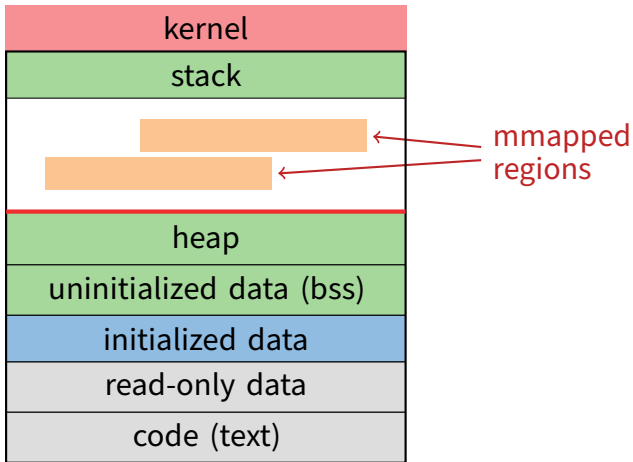 kernel
stack
mmapped
regions
heap
uninitialized data (bss)
initialized data
read-only data
code (text)